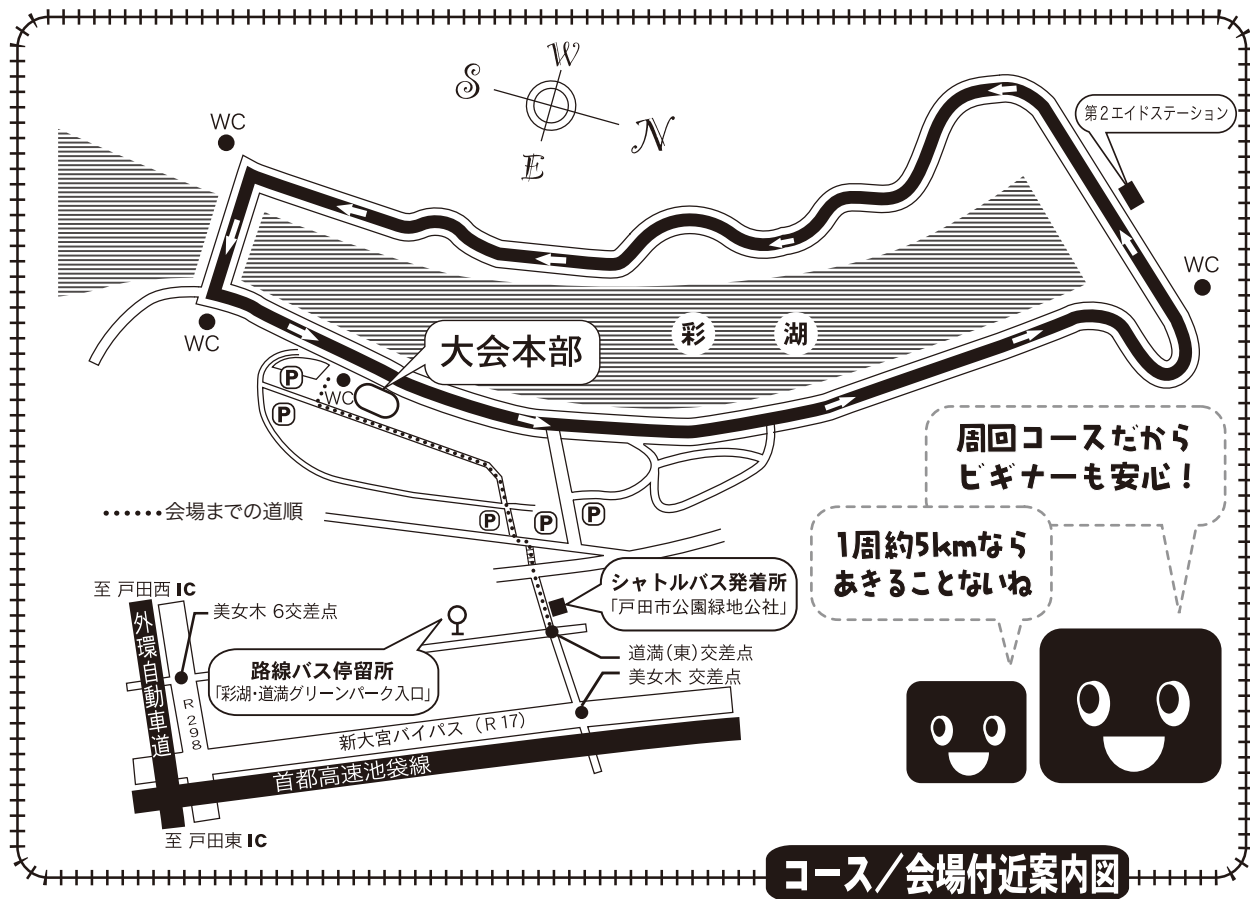 W
S
N
E
第2エイドステーション
WC
WC
WC
彩 湖
大会本部
P
WC
P
周回コースだから
ビギナーも安心!
••••••会場までの道順
P
P
P
1周約5kmなら
あきることないね
シャトルバス発着所
「戸田市公園緑地公社」
至 戸田西 IC
美女木 6交差点
外環自動車道
路線バス停留所
「彩湖・道満グリーンパーク入口」
道満(東)交差点
美女木 交差点
R298
新大宮バイパス(R17)
首都高速池袋線
至 戸田東 IC
コース/会場付近案内図